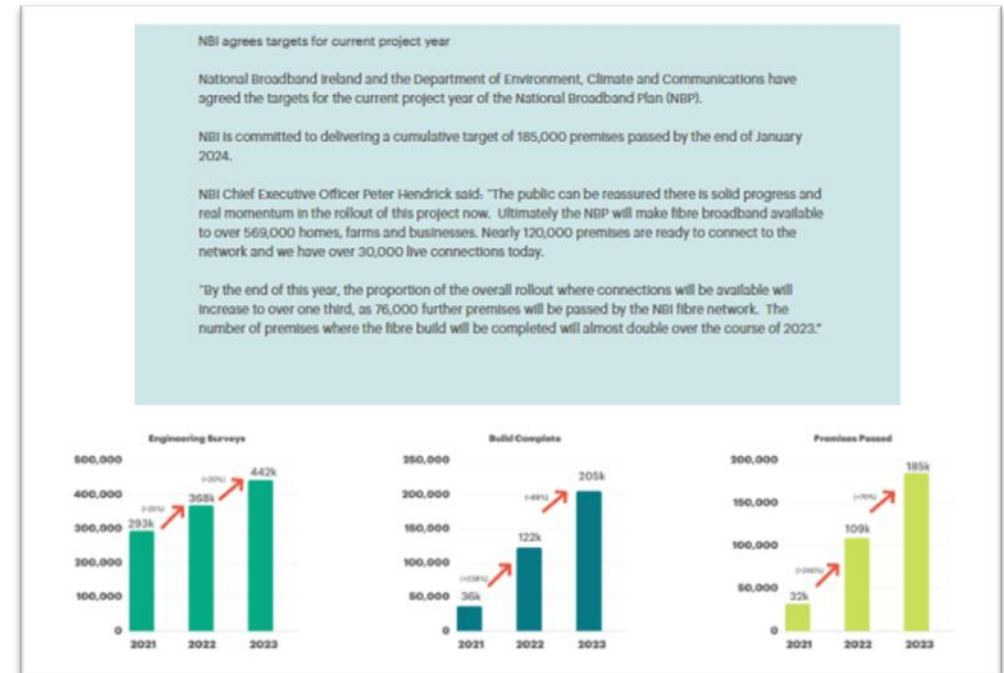 NBI agrees targets for current project year
National Broadband Ireland and the Department of Environment, Climate and Communications have
agreed the targets for the current project year of the National Broadband Plan (NBP).
NBI is committed to delivering a cumulative target of 185,000 premises passed by the end of January
2024.
NBI Chief Executive Officer Peter Hendrick said: "The public can be reassured there is solid progress and
real momentum in the rollout of this project now. Ultimately the NBP will make fibre broadband available
to over 569,000 homes, farms and businesses. Nearly 120,000 premises are ready to connect to the
network and we have over 30,000 live connections today.
"By the end of this year, the proportion of the overall rollout where connections will be available will
increase to over one third, as 76,000 further premises will be passed by the NBI fibre network. The
number of premises where the fibre build will be completed will almost double over the course of 2023."
Engineering Surveys
500,000
400,000
300,000
200,000
100,000
0
293k
368k
442k
2021
2022
2023
Build Complete
250,000
200,000
150,000
100,000
50,000
0
36k
122k
205k
2021
2022
2023
Premises Passed
200,000
150,000
100,000
50,000
0
32k
109k
185k
2021
2022
2023